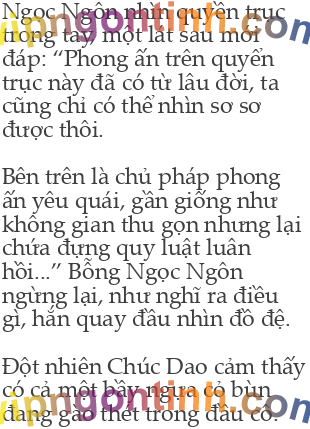 Ngọc Ngôn nhìn quyền trục
trong tay, một lát sau mới
đáp: “Phong ấn trên quyển
trục này đã có từ lâu đời, ta
cũng chỉ có thể nhìn sơ sơ
được thôi.
Bên trên là chủ pháp phong
ấn yêu quái, gần giống như
không gian thu gọn nhưng lại
chứa đựng quy luật luân
hồi...” Bỗng Ngọc Ngôn
ngừng lại, như nghĩ ra điều
gì, hắn quay đầu nhìn đồ đệ.
Đột nhiên Chúc Dao cảm thấy
có cả một bầy ngựa cỏ bùn
đang gào thét trong đầu cô.
vipngontinh.com
vipngontinh.com